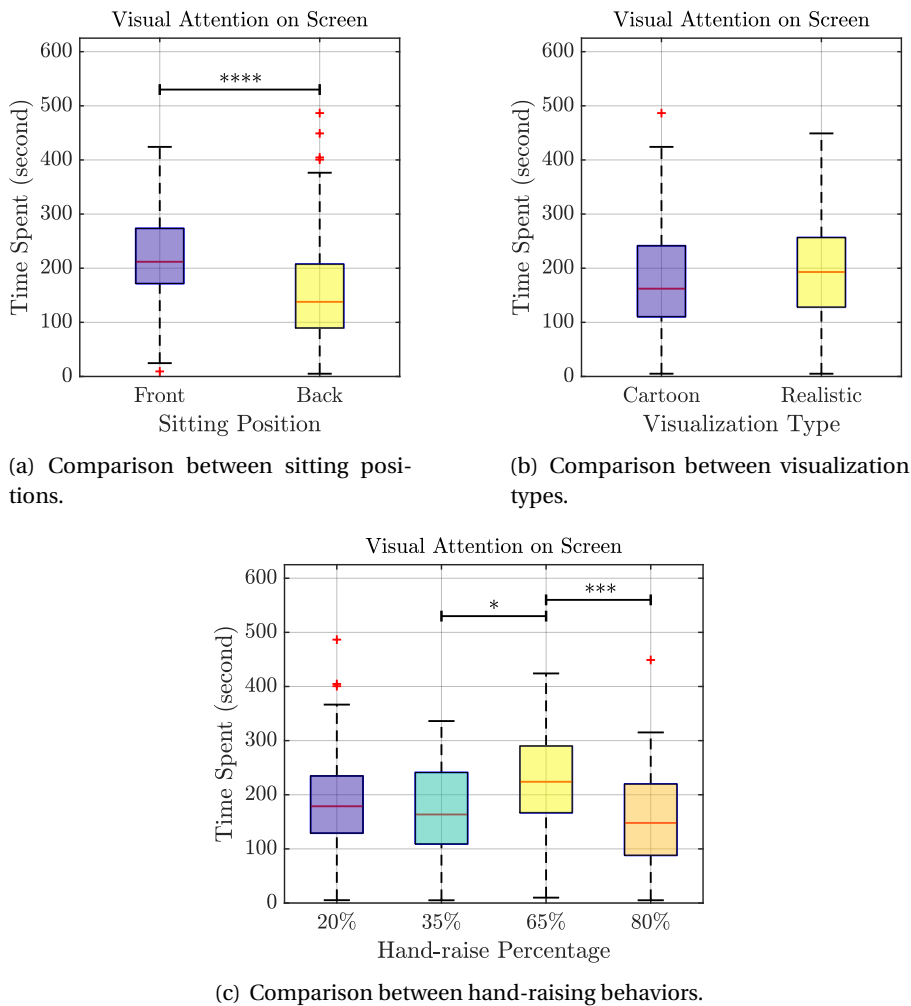 Visual Attention on Screen
600
500
400
300
200
100
0
Time Spent (second)
****
Front Back
Sitting Position
(a) Comparison between sitting posi-
tions.
Visual Attention on Screen
600
500
400
300
200
100
0
Time Spent (second)
Cartoon Realistic
Visualization Type
(b) Comparison between visualization
types.
Visual Attention on Screen
600
500
400
300
200
100
0
Time Spent (second)
* ***
20% 35% 65% 80%
Hand-raise Percentage
(c) Comparison between hand-raising behaviors.